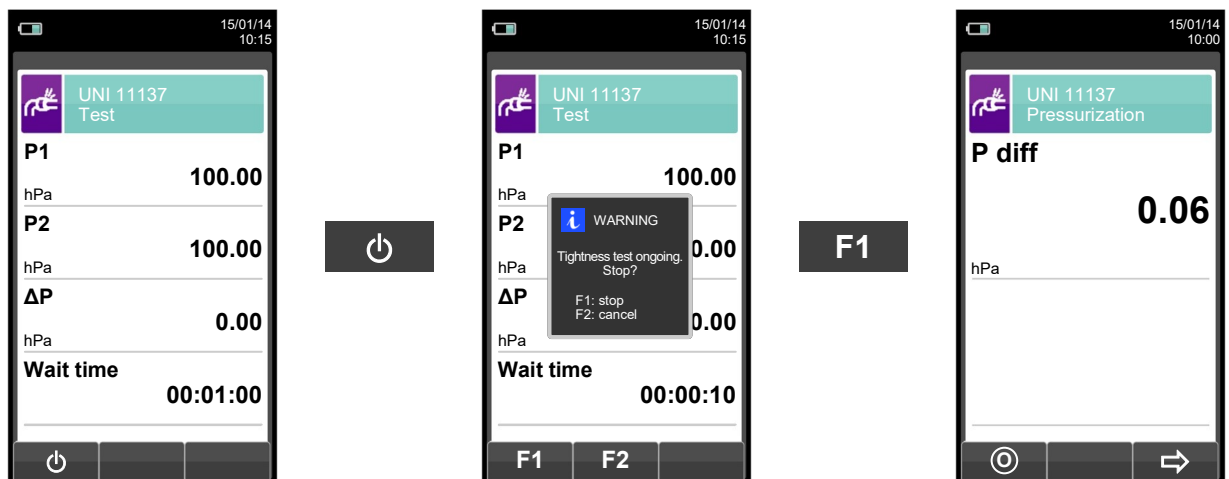 15/01/14
10:15
UNI 11137
Test
P1
100.00
hPa
P2
100.00
hPa
ΔP
0.00
hPa
Wait time
00:01:00
15/01/14
10:15
UNI 11137
Test
P1
100.00
hPa
P2
0.00
hPa
ΔP
0.00
hPa
Wait time
00:00:10
i WARNING
Tightness test ongoing.
Stop?
F1: stop
F2: cancel
F1 F2
F1
15/01/14
10:00
UNI 11137
Pressurization
P diff
0.06
hPa